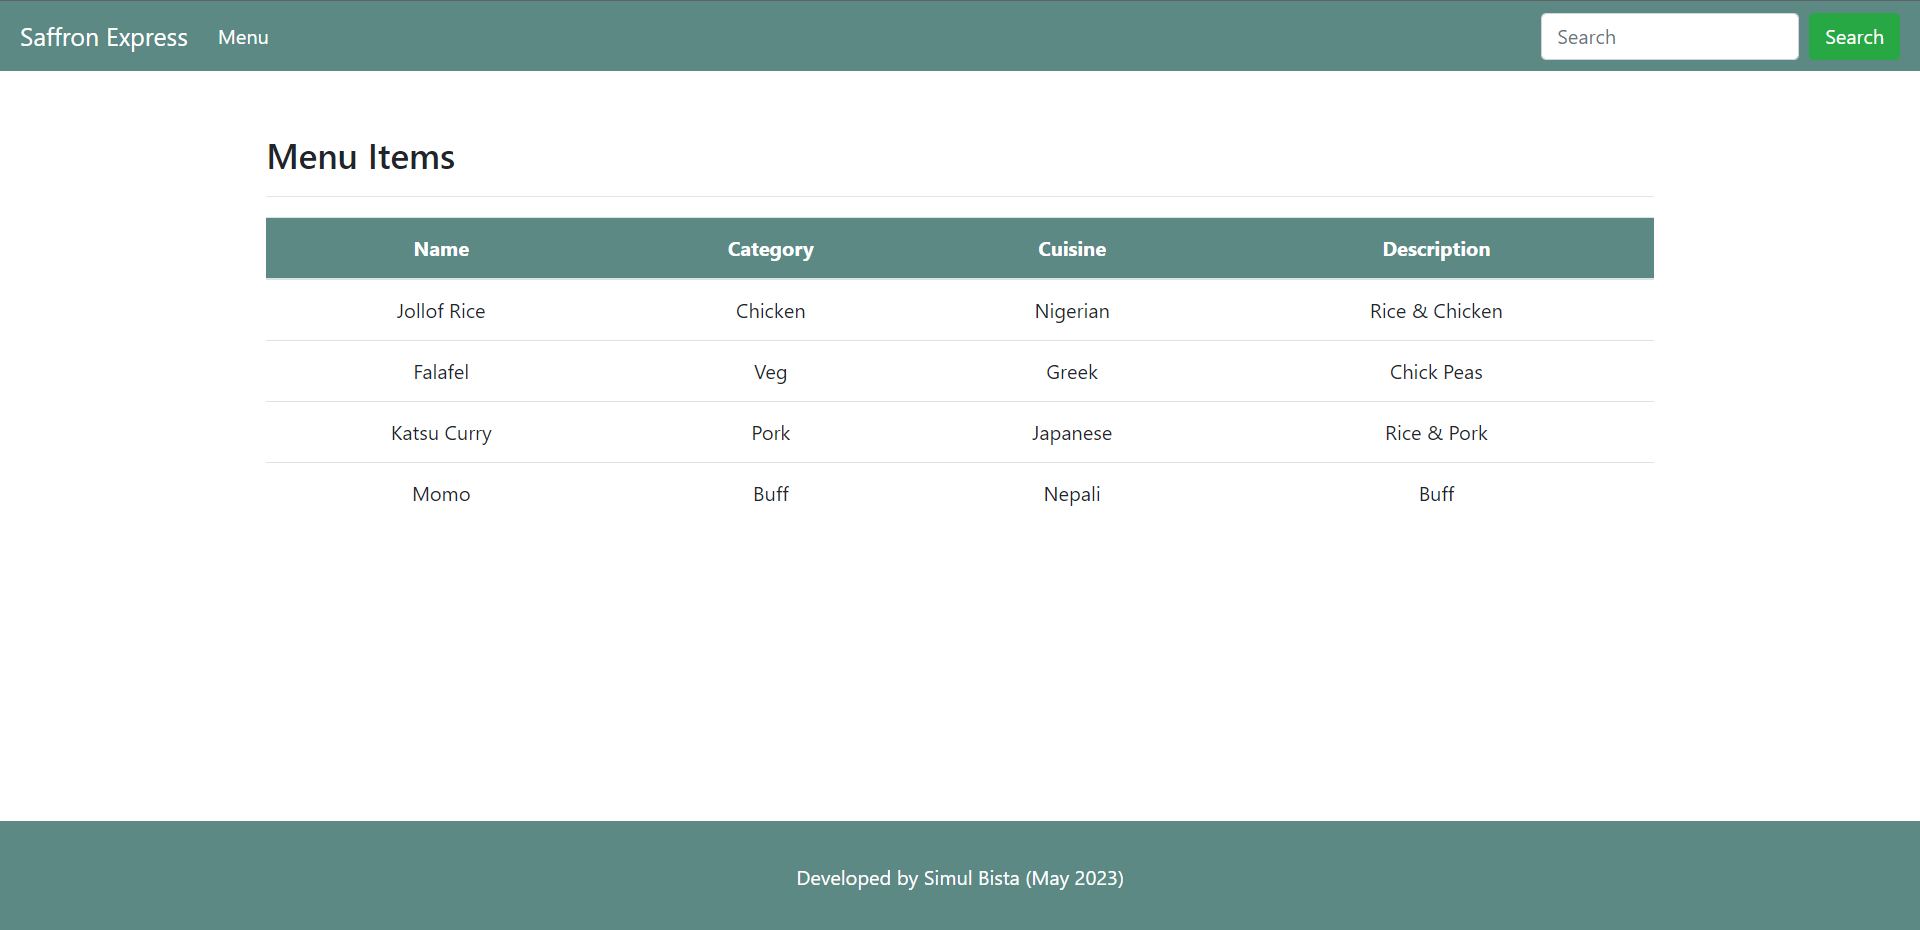 Saffron Express Menu Search Search
Menu Items
Name Category Cuisine Description
Jollof Rice Chicken Nigerian Rice & Chicken
Falafel Veg Greek Chick Peas
Katsu Curry Pork Japanese Rice & Pork
Momo Buff Nepali Buff
Developed by Simul Bista (May 2023)